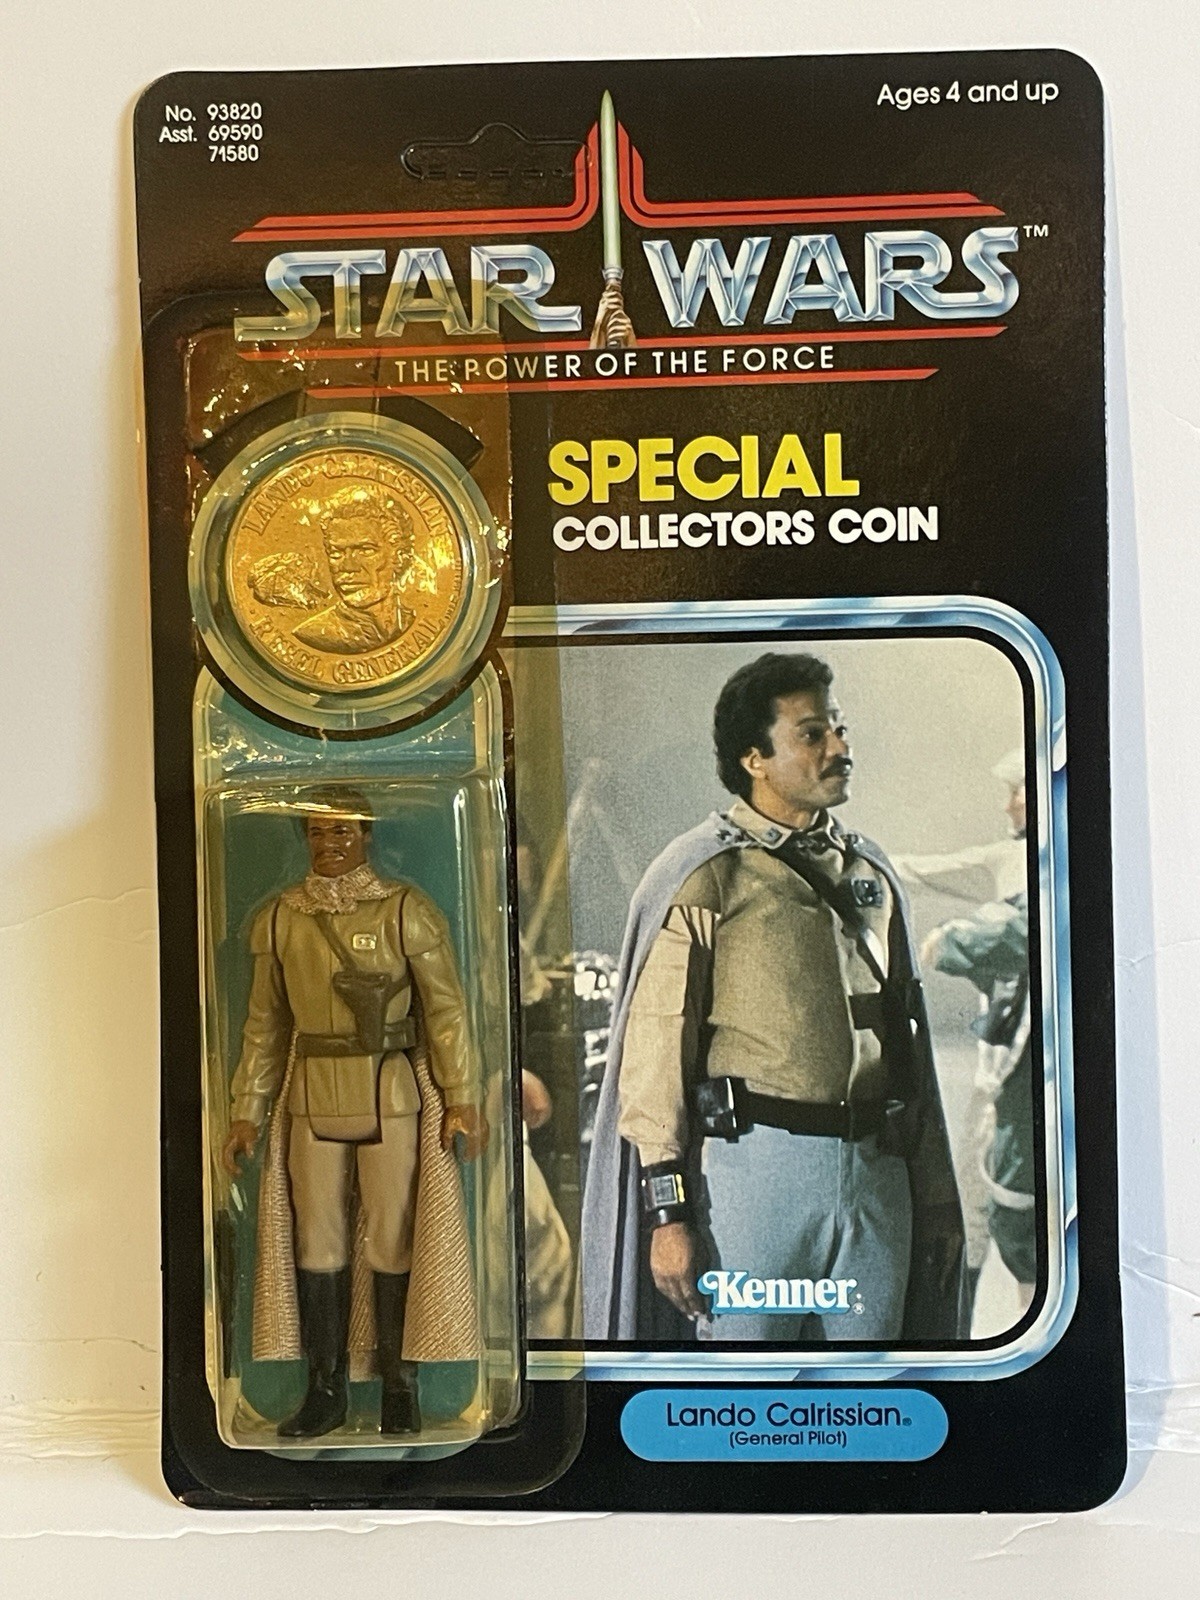 No. 93820
Asst. 69590
71580
Ages 4 and up
STAR WARS™
THE POWER OF THE FORCE
SPECIAL
COLLECTORS COIN
LANDO CALRISSIAN
REBEL GENERAL
Kenner®
Lando Calrissian®
(General Pilot)